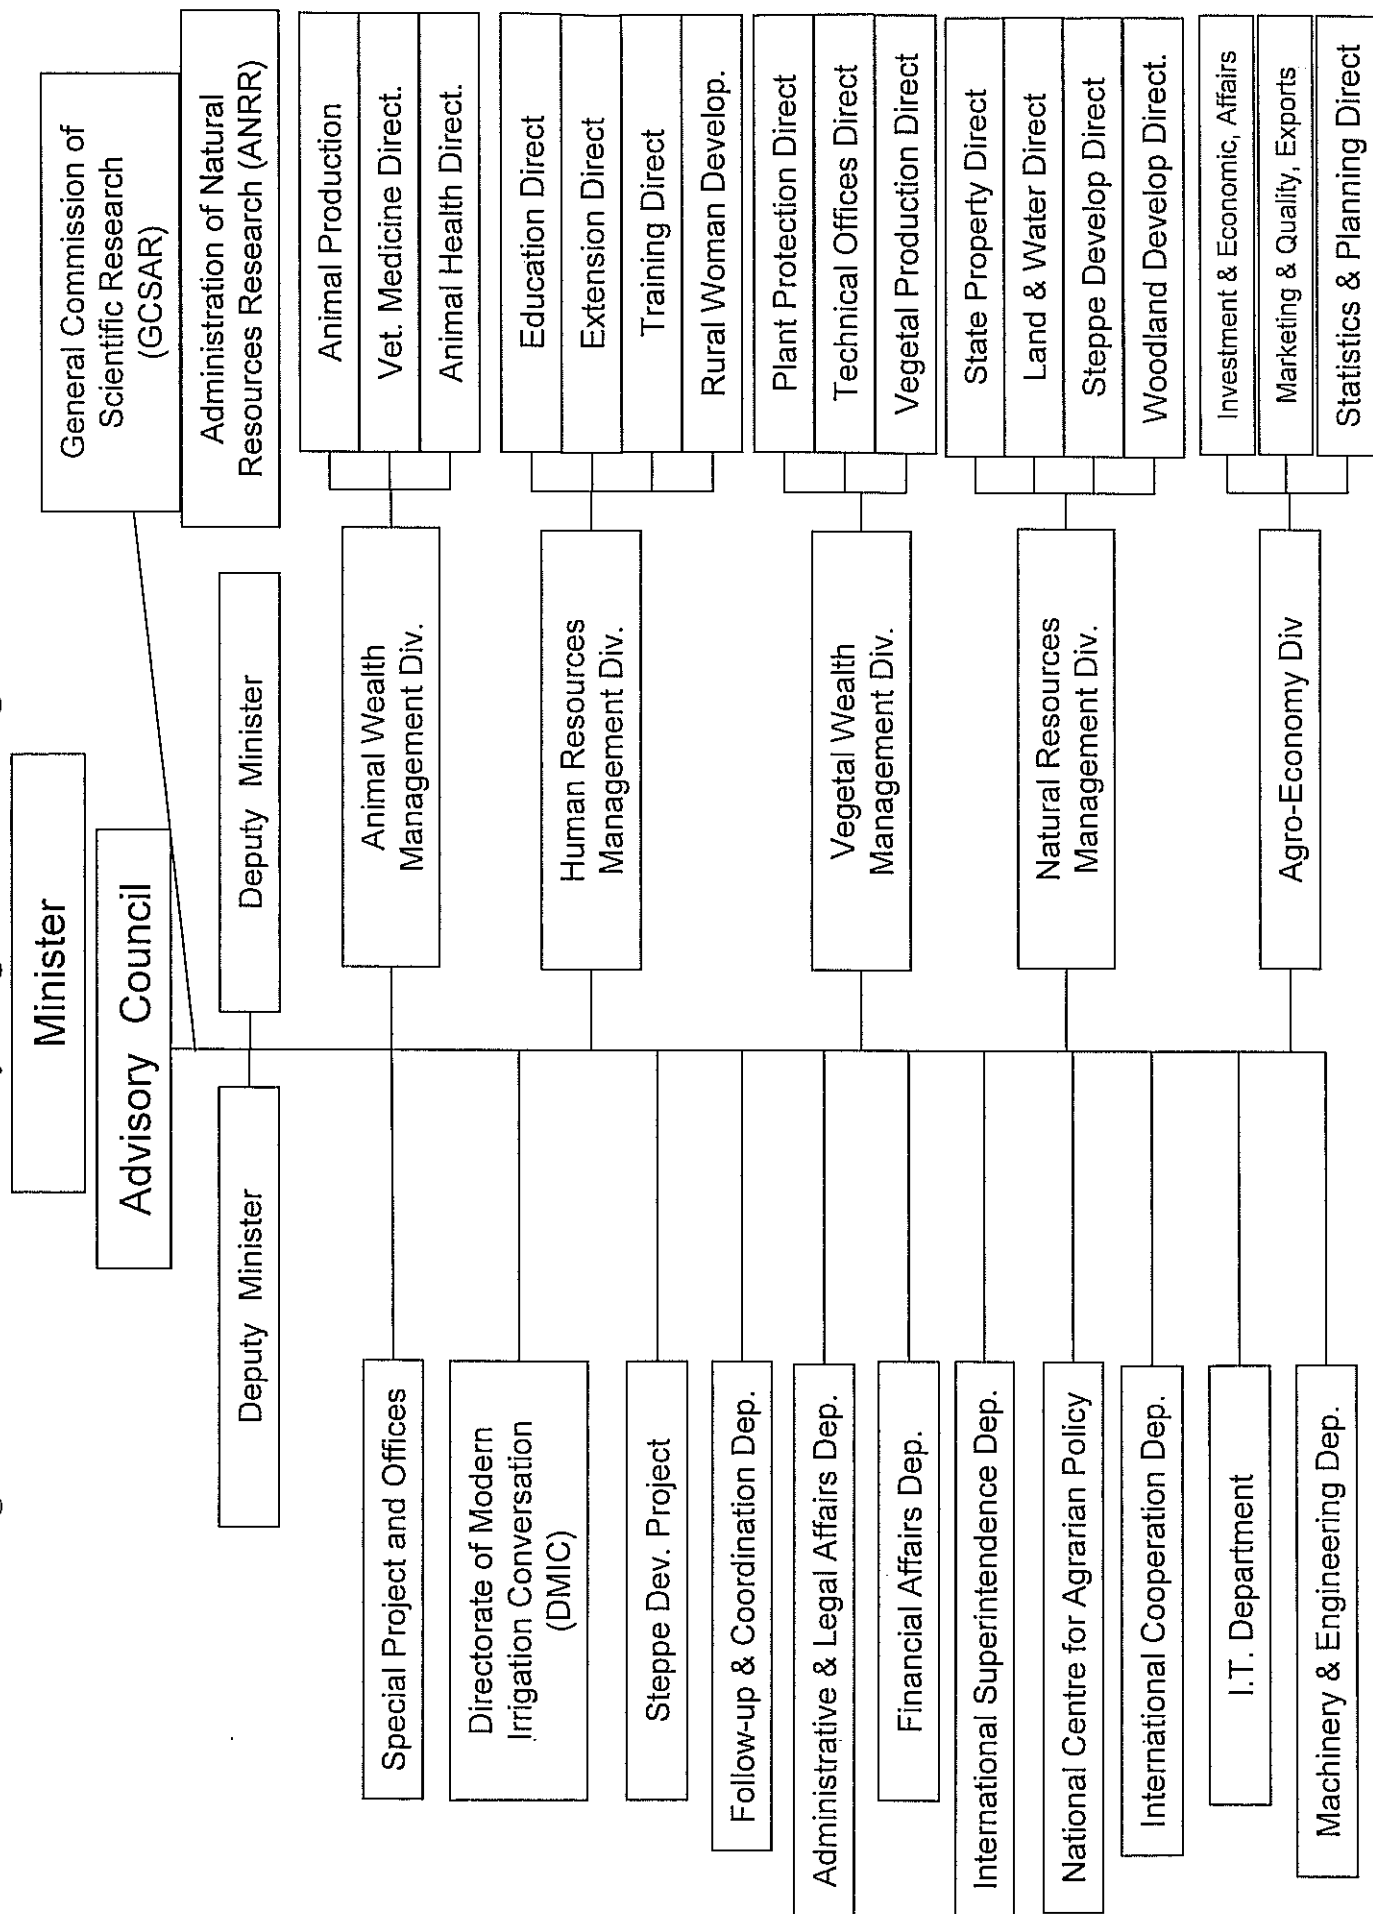 Minister
Advisory Council
General Commission of
Scientific Research
(GCSAR)
Administration of Natural
Resources Research (ANRR)
Deputy Minister
Deputy Minister
Special Project and Offices
Directorate of Modern
Irrigation Conversation
(DMIC)
Steppe Dev. Project
Follow-up & Coordination Dep.
Administrative & Legal Affairs Dep.
Financial Affairs Dep.
International Superintendence Dep.
National Centre for Agrarian Policy
International Cooperation Dep.
I.T. Department
Machinery & Engineering Dep.
Animal Wealth
Management Div.
Animal Production
Vet. Medicine Direct.
Animal Health Direct.
Human Resources
Management Div.
Education Direct
Extension Direct
Training Direct
Rural Woman Develop.
Vegetal Wealth
Management Div.
Plant Protection Direct
Technical Offices Direct
Vegetal Production Direct
Natural Resources
Management Div.
State Property Direct
Land & Water Direct
Steppe Develop Direct
Woodland Develop Direct.
Agro-Economy Div
Investment & Economic, Affairs
Marketing & Quality, Exports
Statistics & Planning Direct